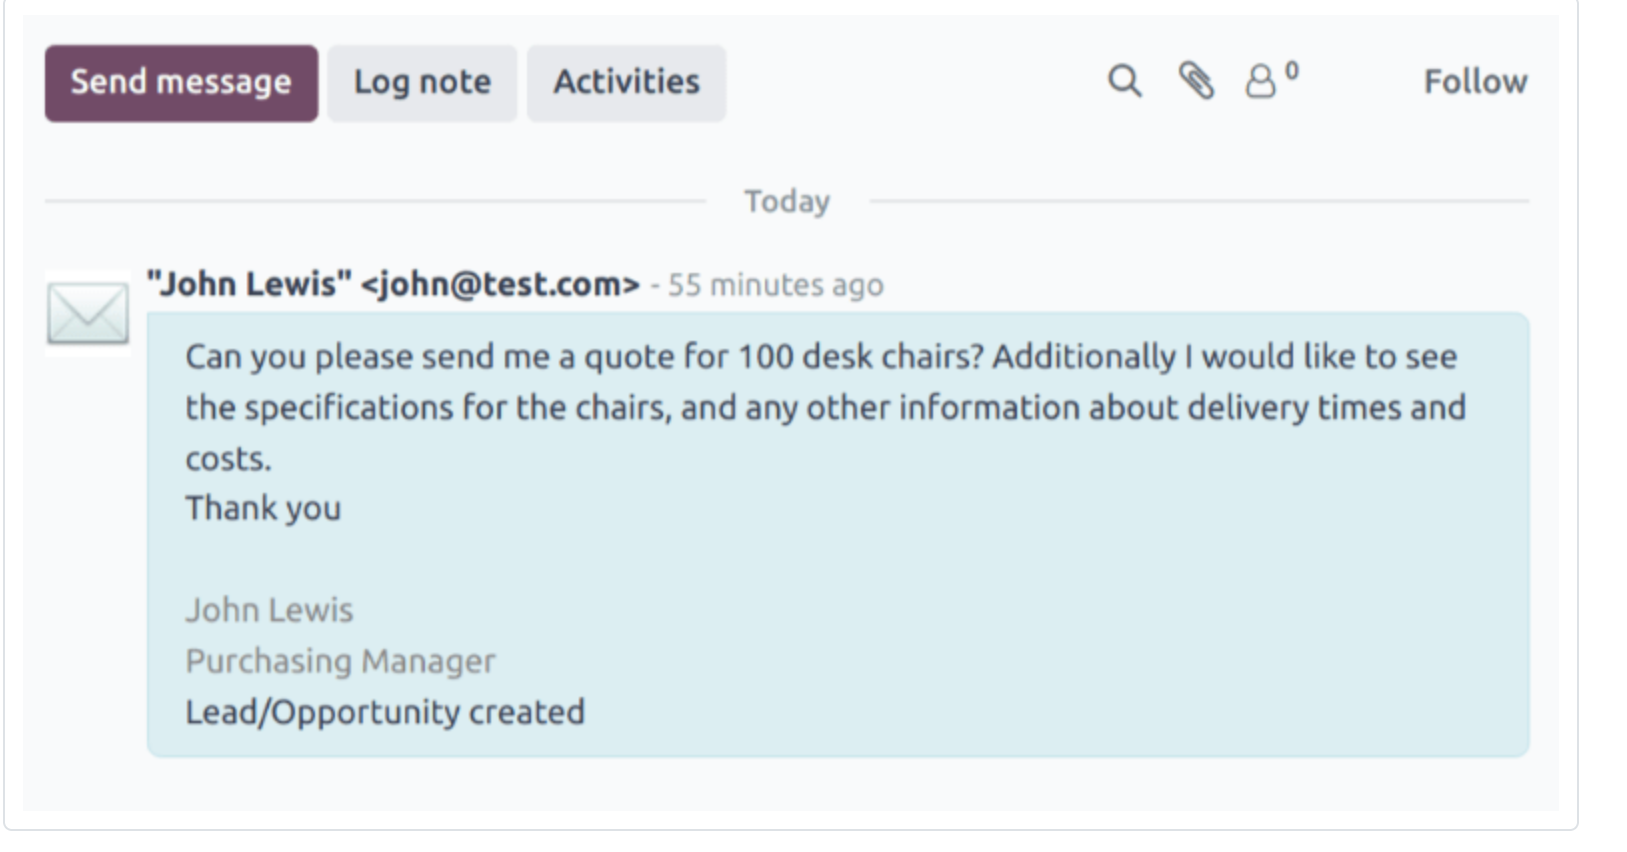 Send message Log note Activities 0 Follow
Today
"John Lewis" <john@test.com> - 55 minutes ago
Can you please send me a quote for 100 desk chairs? Additionally I would like to see
the specifications for the chairs, and any other information about delivery times and
costs.
Thank you
John Lewis
Purchasing Manager
Lead/Opportunity created